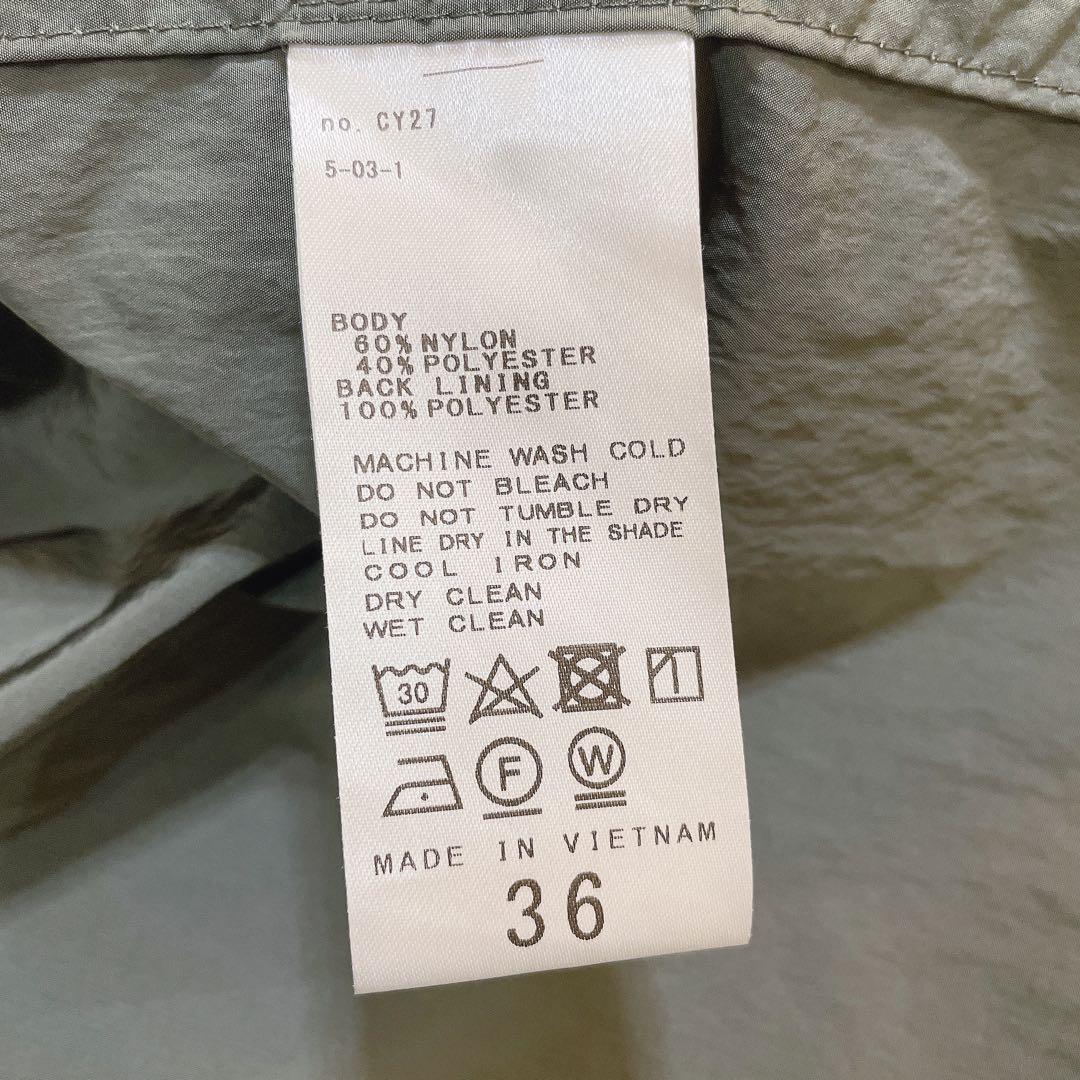 no. CY27
5-03-1
BODY
60% NYLON
40% POLYESTER
BACK LINING
100% POLYESTER
MACHINE WASH COLD
DO NOT BLEACH
DO NOT TUMBLE DRY
LINE DRY IN THE SHADE
COOL IRON
DRY CLEAN
WET CLEAN
30
F W
MADE IN VIETNAM
36